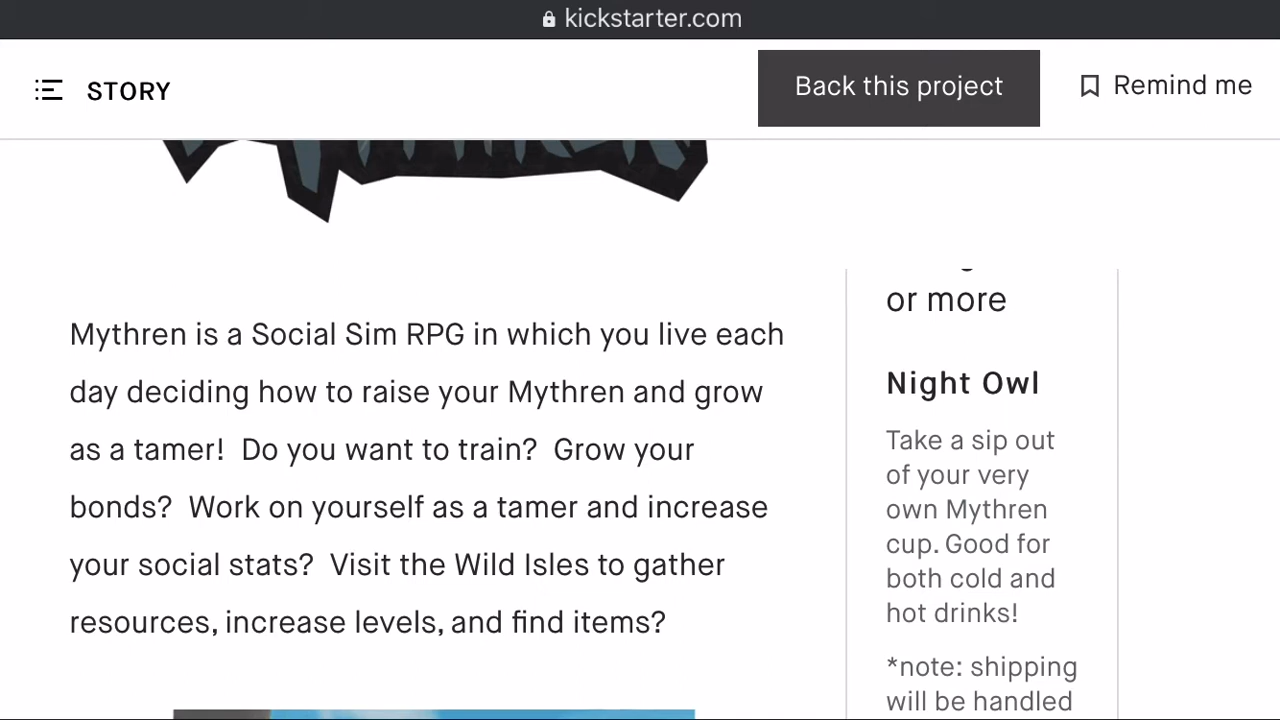 kickstarter.com
STORY
Back this project
Remind me
Mythren is a Social Sim RPG in which you live each
day deciding how to raise your Mythren and grow
as a tamer!  Do you want to train?  Grow your
bonds?  Work on yourself as a tamer and increase
your social stats?  Visit the Wild Isles to gather
resources, increase levels, and find items?
or more
Night Owl
Take a sip out
of your very
own Mythren
cup. Good for
both cold and
hot drinks!
*note: shipping
will be handled